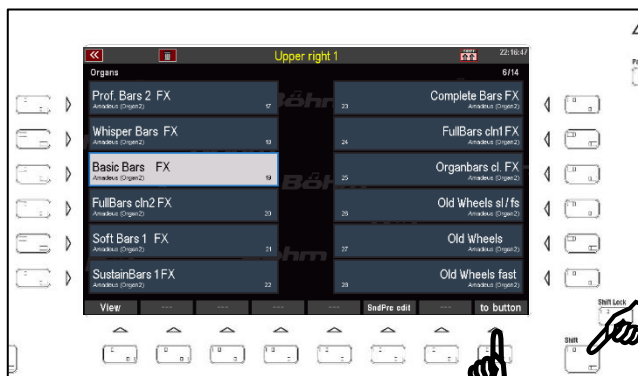 Upper right 1
22:16:47
Organs
6/14
Prof. Bars 2 FX
Amadeus (Organ2)
17
Whisper Bars FX
Amadeus (Organ2)
18
Basic Bars FX
Amadeus (Organ2)
19
FullBars cln2 FX
Amadeus (Organ2)
20
Soft Bars 1 FX
Amadeus (Organ2)
21
SustainBars 1 FX
Amadeus (Organ2)
22
Complete Bars FX
Amadeus (Organ2)
23
FullBars cln1 FX
Amadeus (Organ2)
24
Organbars cl. FX
Amadeus (Organ2)
25
Old Wheels sl/fs
Amadeus (Organ2)
26
Old Wheels
Amadeus (Organ2)
27
Old Wheels fast
Amadeus (Organ2)
28
Böhm
View --- --- --- --- SndPre edit --- to button
Shift Lock
Shift